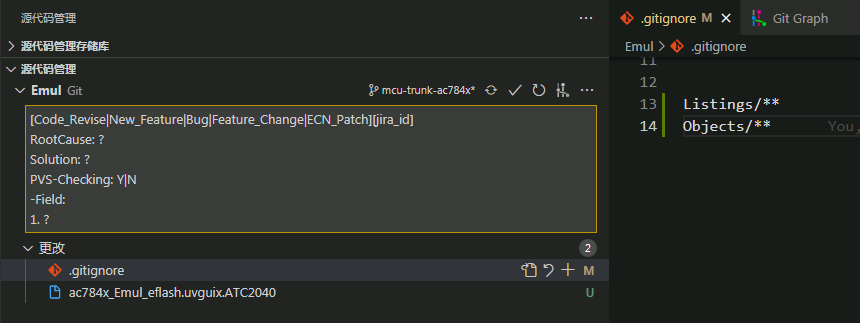 源代码管理
源代码管理存储库
源代码管理
Emul Git
mcu-trunk-ac784x*
[Code_Revise|New_Feature|Bug|Feature_Change|ECN_Patch][jira_id]
RootCause: ?
Solution: ?
PVS-Checking: Y|N
-Field:
1. ?
更改
2
.gitignore
M
ac784x_Emul_eflash.uvguix.ATC2040
U
.gitignore M
Git Graph
Emul > .gitignore
11
12
13 Listings/**
14 Objects/** You,